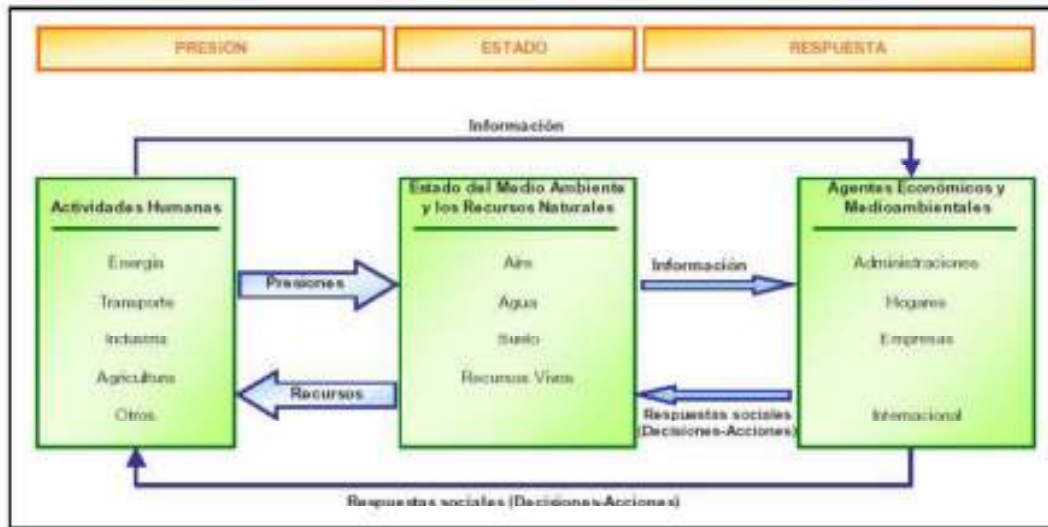 PRESIÓN
ESTADO
RESPUESTA
Información
Actividades Humanas
Energía
Transporte
Industria
Agricultura
Otros
Presiones
Recursos
Estado del Medio Ambiente
y los Recursos Naturales
Aire
Agua
Suelo
Recursos Vivos
Información
Respuestas sociales
(Decisiones-Acciones)
Agentes Económicos y
Medioambientales
Administraciones
Hogares
Empresas
Internacional
Respuestas sociales (Decisiones-Acciones)